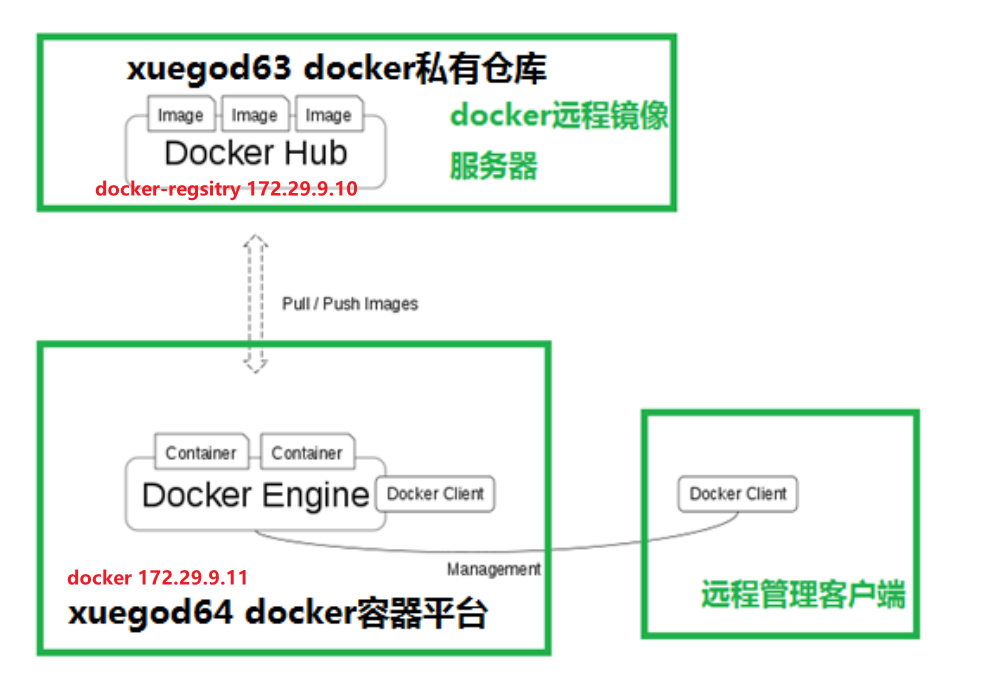 xuegod63 docker私有仓库
Image Image Image
docker远程镜像
服务器
Docker Hub
docker-regsitry 172.29.9.10
Pull / Push Images
Container Container
Docker Engine
Docker Client
Docker Client
Management
docker 172.29.9.11
xuegod64 docker容器平台
远程管理客户端